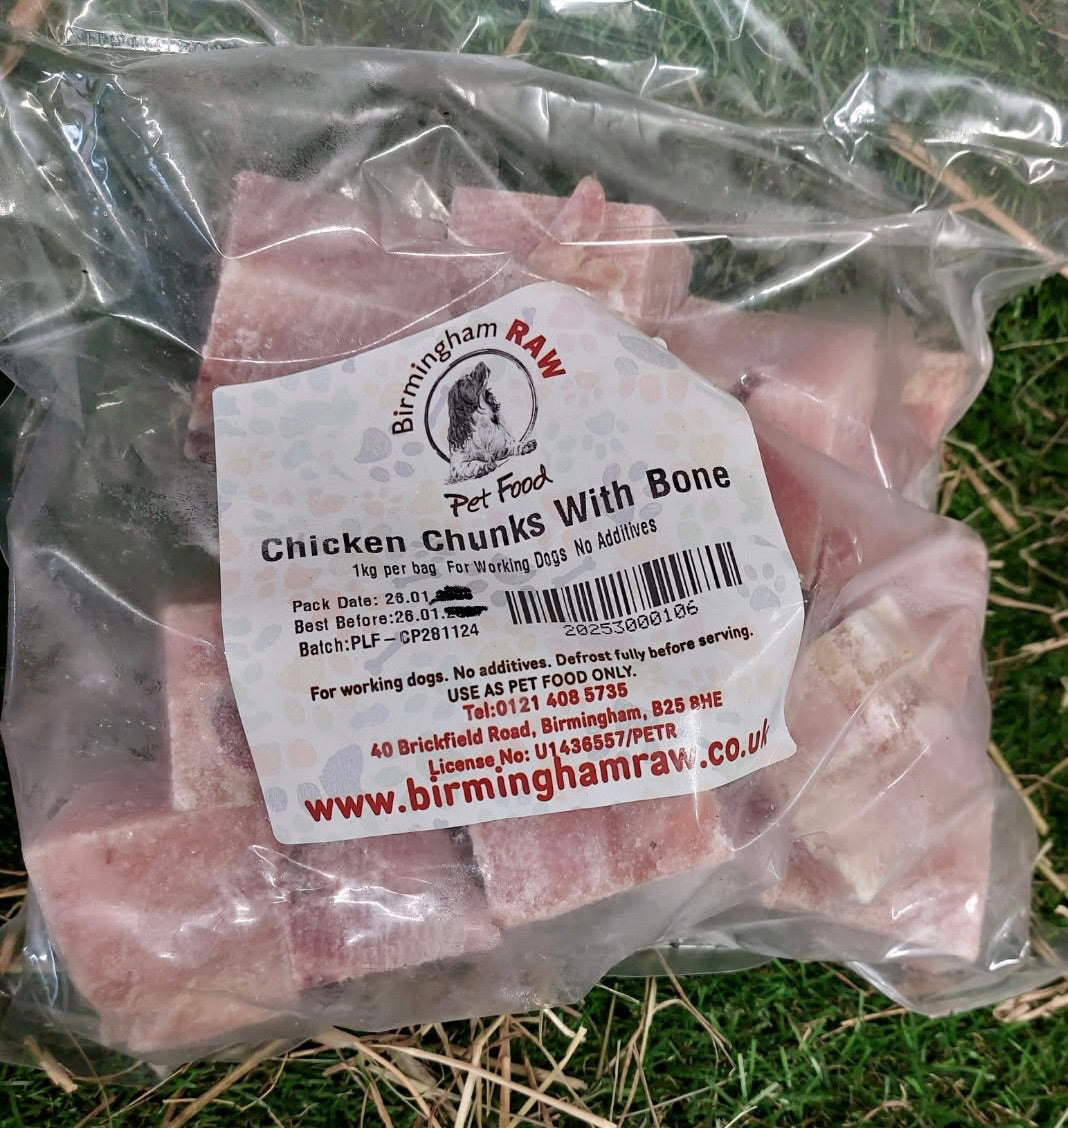 Birmingham RAW
Pet Food
Chicken Chunks With Bone
1kg per bag For Working Dogs No Additives
Pack Date: 26.01.
Best Before:26.01.
Batch:PLF-CP281124
20253000106
For working dogs. No additives. Defrost fully before serving.
USE AS PET FOOD ONLY.
Tel:0121 408 5735
40 Brickfield Road, Birmingham, B25 8HE
License No: U1436557/PETR
www.birminghamraw.co.uk